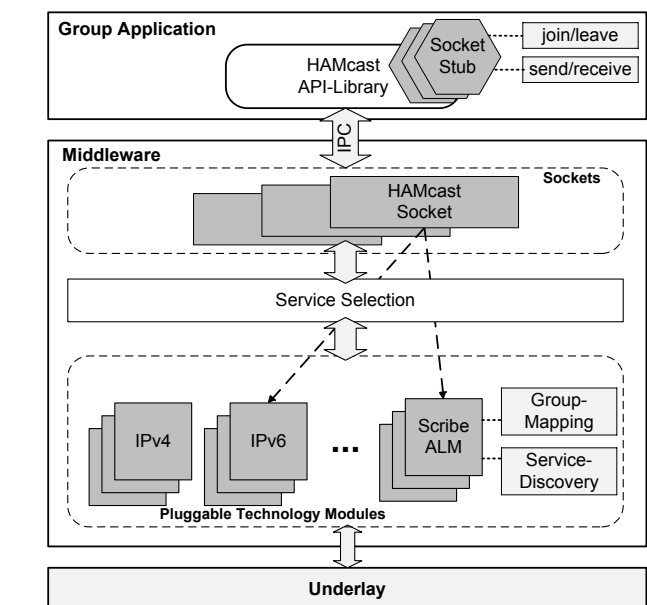 Group Application
HAMcast
API-Library
Socket
Stub
join/leave
send/receive
IPC
Middleware
Sockets
HAMcast
Socket
Service Selection
IPv4
IPv6
...
Scribe
ALM
Group-
Mapping
Service-
Discovery
Pluggable Technology Modules
Underlay